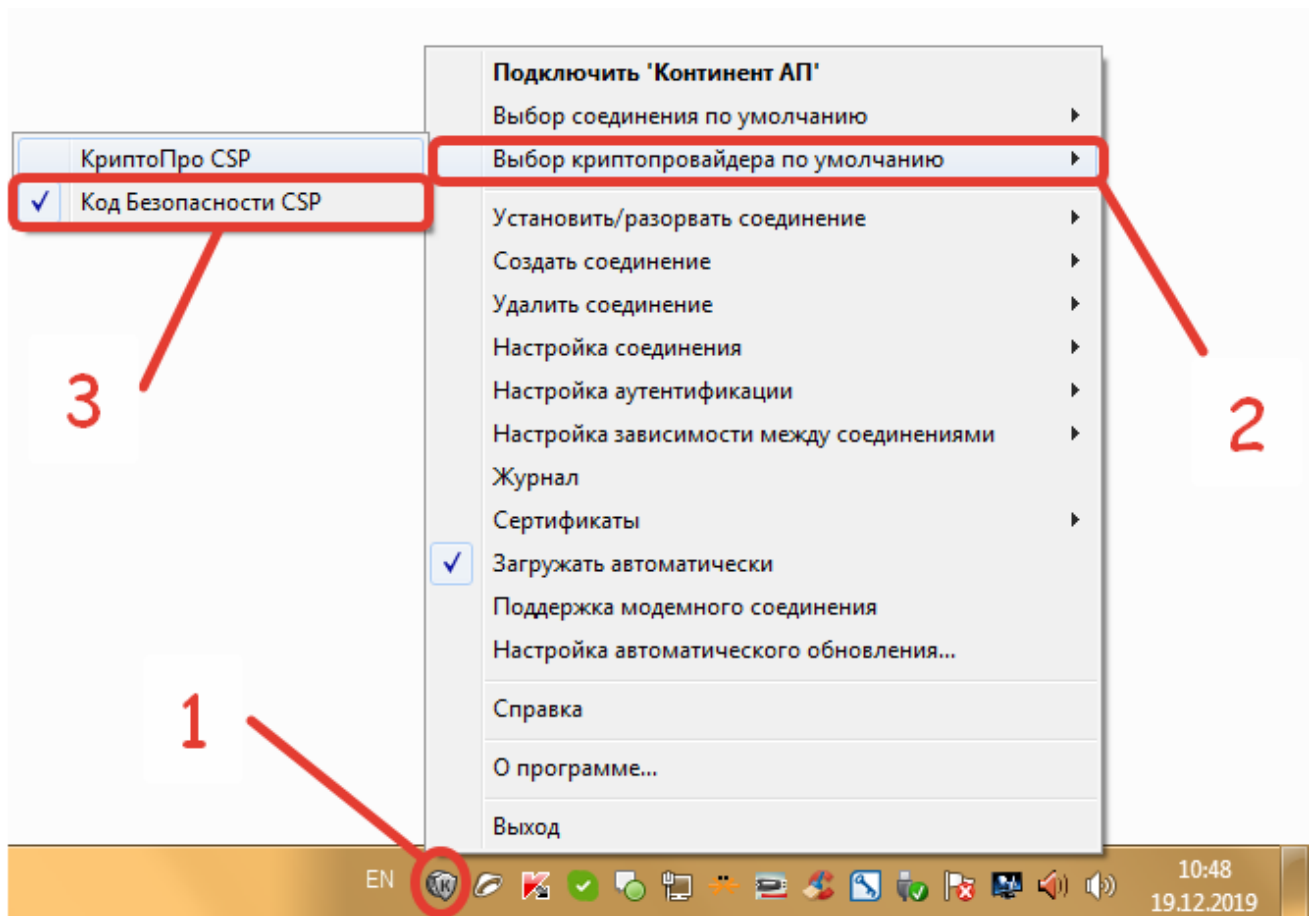 Подключить 'Континент АП'
Выбор соединения по умолчанию
Выбор криптопровайдера по умолчанию
КриптоПро CSP
Код Безопасности CSP
Установить/разорвать соединение
Создать соединение
Удалить соединение
Настройка соединения
Настройка аутентификации
Настройка зависимости между соединениями
Журнал
Сертификаты
Загружать автоматически
Поддержка модемного соединения
Настройка автоматического обновления...
Справка
О программе...
Выход
3
2
1
EN
10:48
19.12.2019